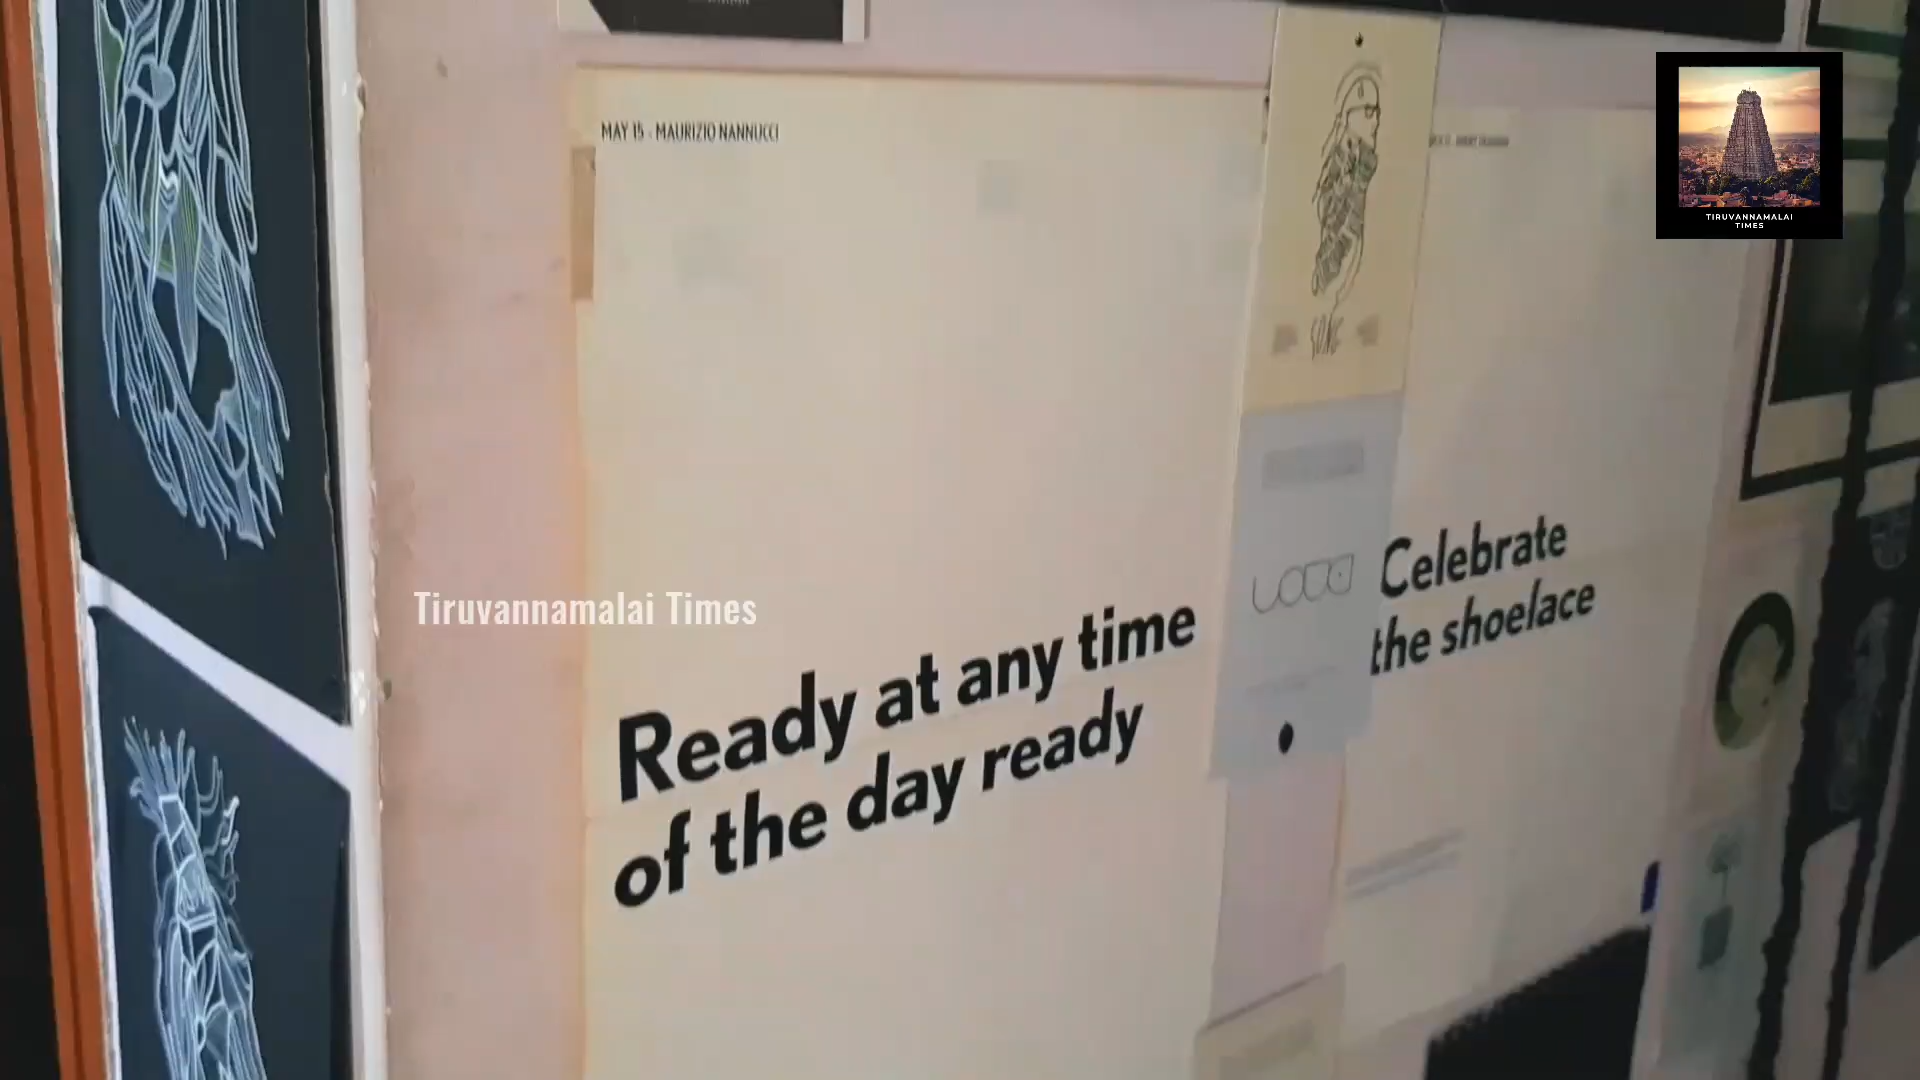 MAY 15 - MAURIZIO NANNUCCI
Ready at any time
of the day ready
Celebrate
the shoelace
Tiruvannamalai Times
TIRUVANNAMALAI
TIMES